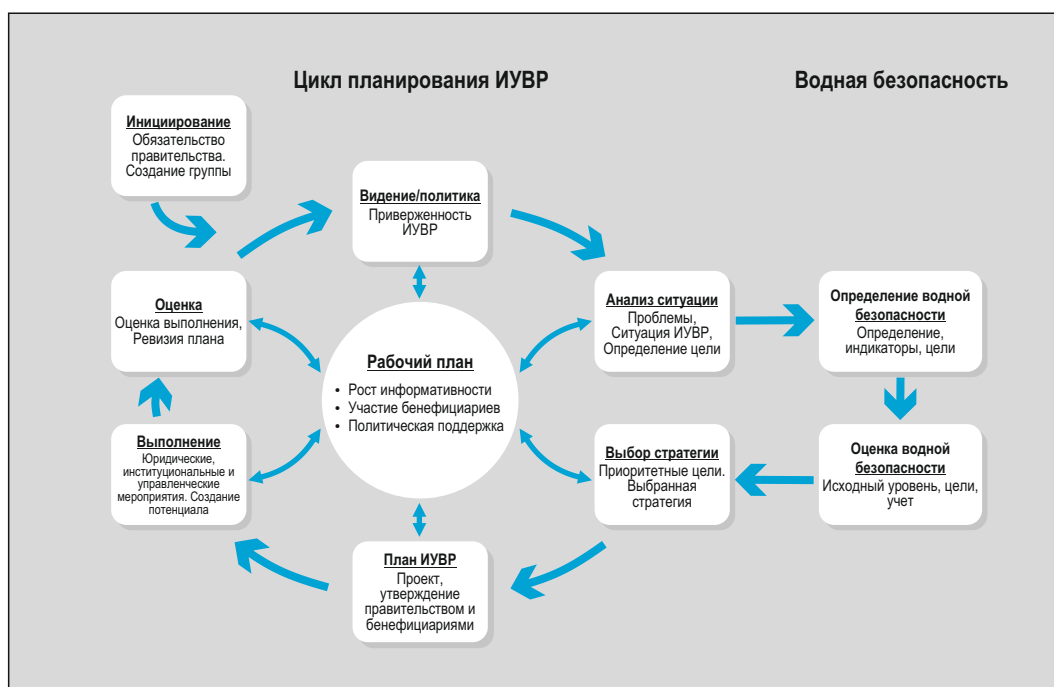 Цикл планирования ИУВР
Водная безопасность
Инициирование
Обязательство
правительства.
Создание группы
Видение/политика
Приверженность
ИУВР
Оценка
Оценка выполнения,
Ревизия плана
Рабочий план
• Рост информативности
• Участие бенефициариев
• Политическая поддержка
Анализ ситуации
Проблемы,
Ситуация ИУВР,
Определение цели
Определение водной
безопасности
Определение,
индикаторы, цели
Выполнение
Юридические,
институциональные и
управленческие
мероприятия. Создание
потенциала
Выбор стратегии
Приоритетные цели.
Выбранная
стратегия
Оценка водной
безопасности
Исходный уровень, цели,
учет
План ИУВР
Проект,
утверждение
правительством и
бенефициариями